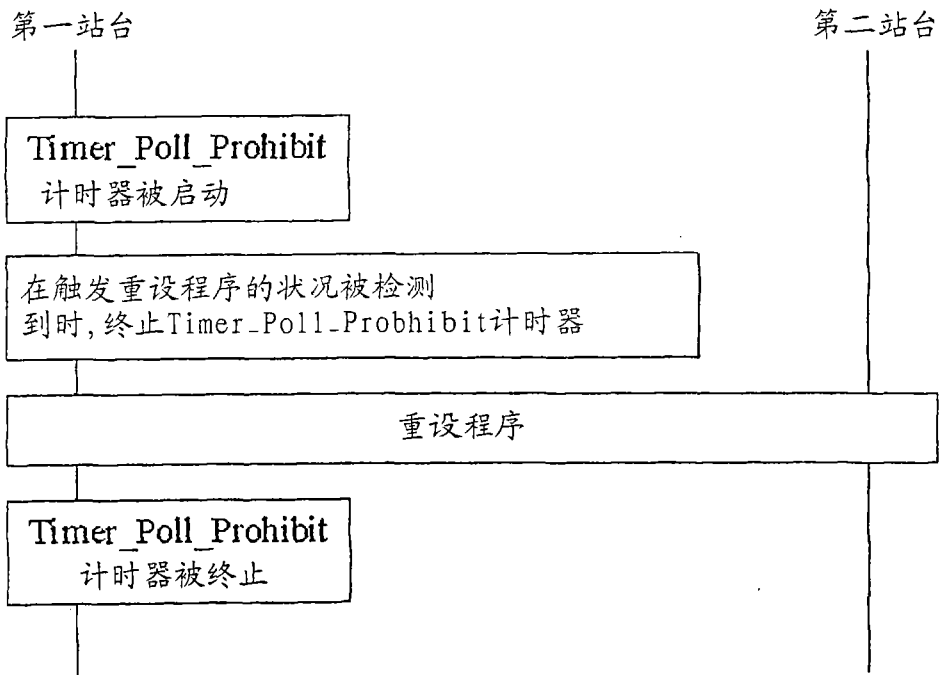 第一站台
第二站台
Timer_Poll_Prohibit
计时器被启动
在触发重设程序的状况被检测
到时,终止Timer_Poll_Probhibit计时器
重设程序
Timer_Poll_Prohibit
计时器被终止